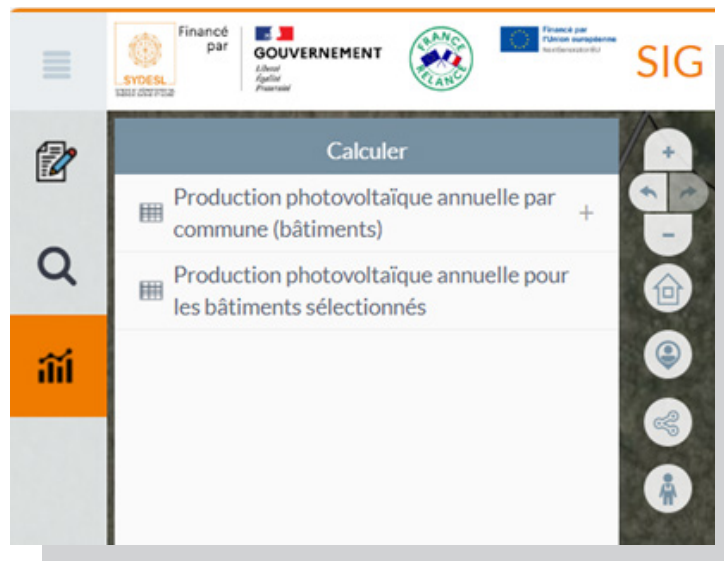 Financé
par
SYDESL
GOUVERNEMENT
Liberté
Égalité
Fraternité
FRANCE
RELANCE
Financé par
l'Union européenne
NextGenerationEU
SIG
Calculer
Production photovoltaïque annuelle par
commune (bâtiments)
+
Production photovoltaïque annuelle pour
les bâtiments sélectionnés
+
-